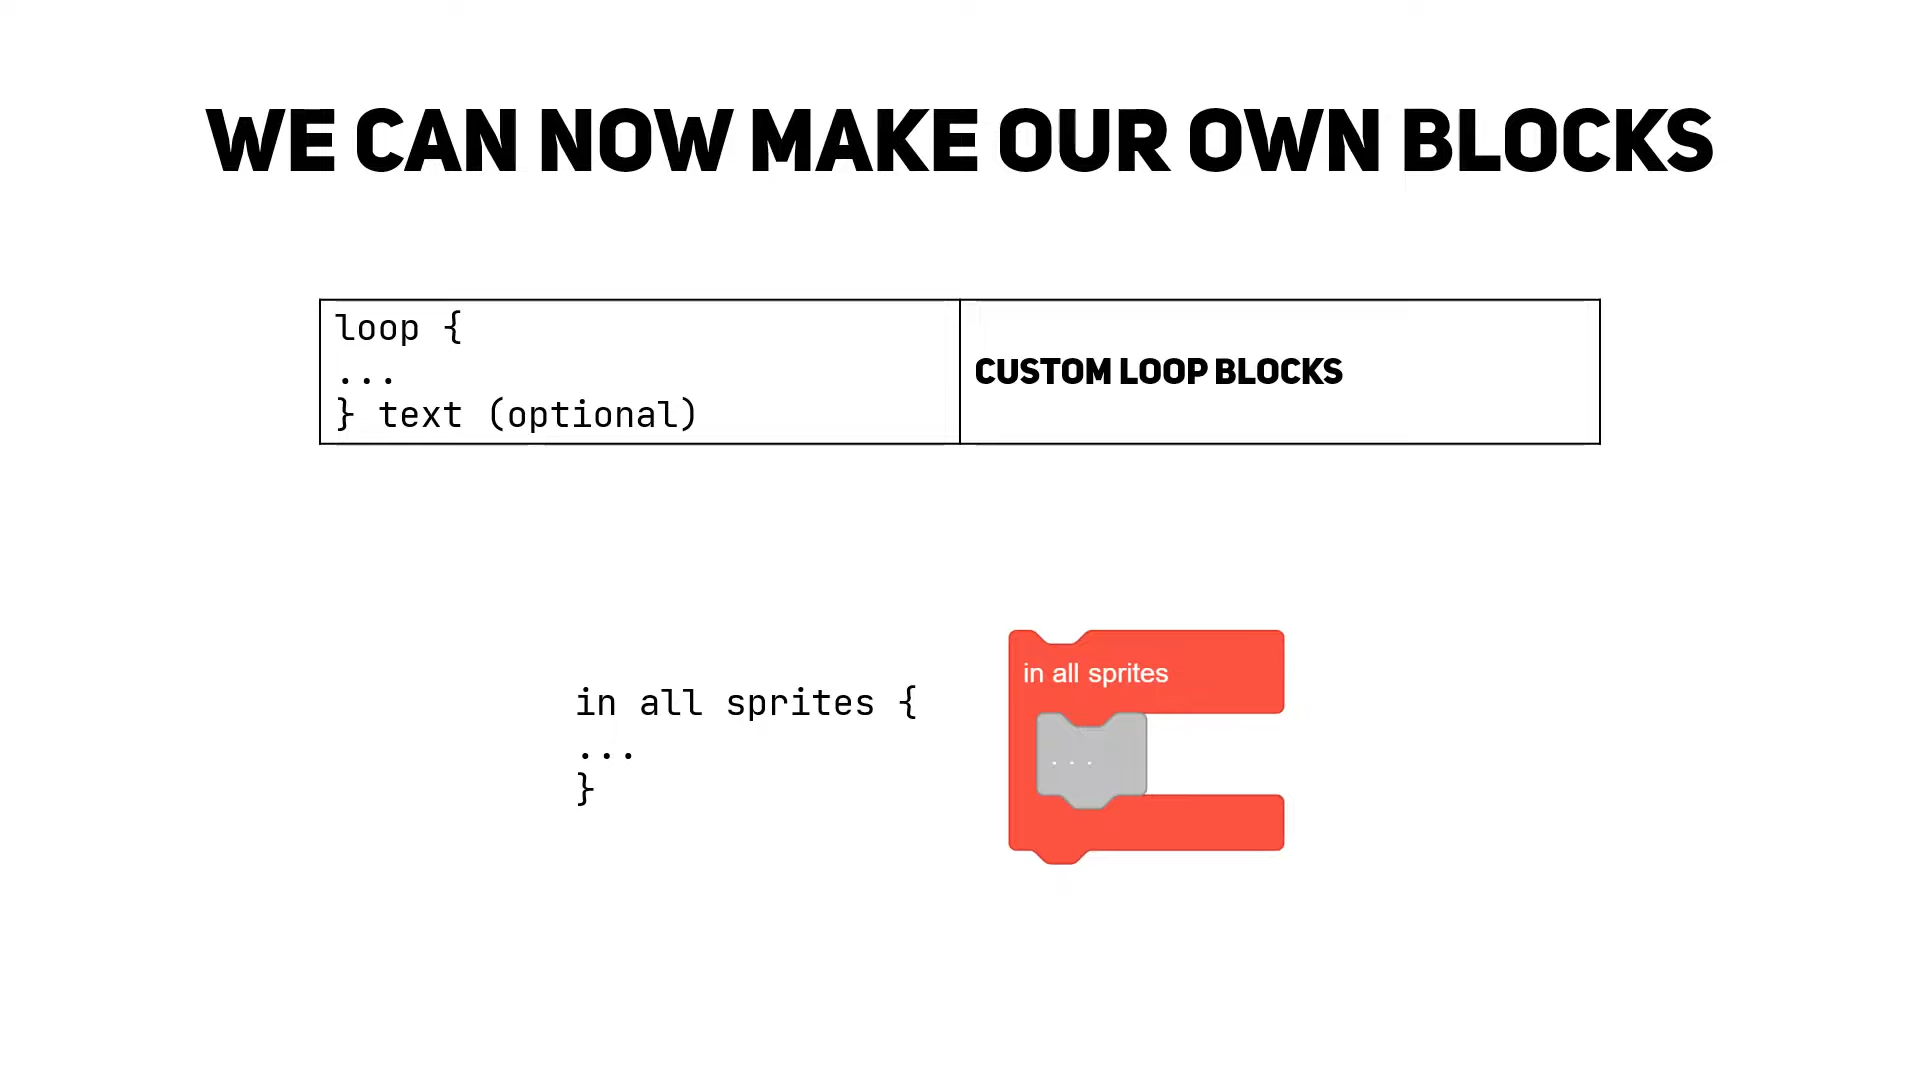 WE CAN NOW MAKE OUR OWN BLOCKS
loop {
...
} text (optional)
CUSTOM LOOP BLOCKS
in all sprites {
...
}
in all sprites
...